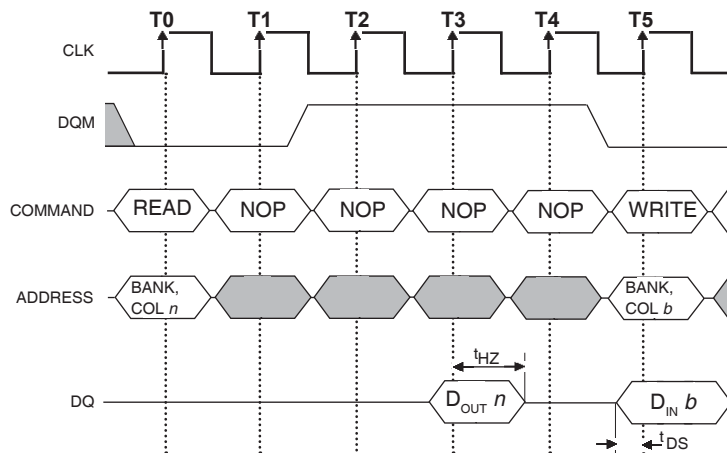 T0 T1 T2 T3 T4 T5
CLK
DQM
COMMAND READ NOP NOP NOP NOP WRITE
ADDRESS BANK, COL n BANK, COL b
tHZ
DQ DOUT n DIN b
tDS